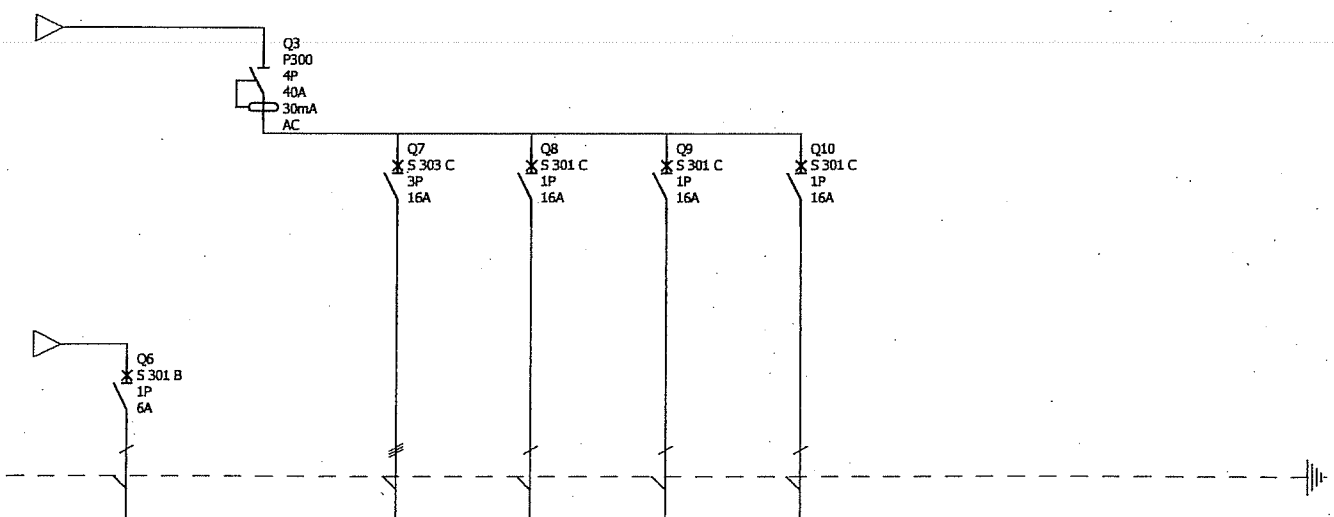 Q3
P300
4P
40A
30mA
AC
Q7
S 303 C
3P
16A
Q8
S 301 C
1P
16A
Q9
S 301 C
1P
16A
Q10
S 301 C
1P
16A
Q6
S 301 B
1P
6A